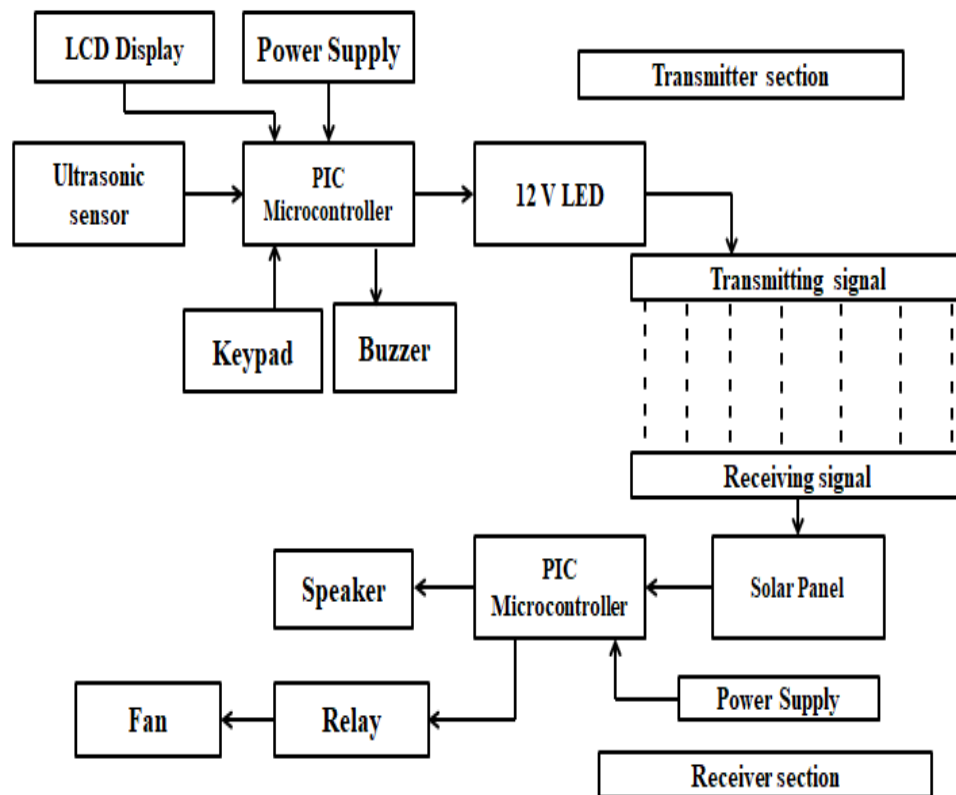 LCD Display
Power Supply
Transmitter section
Ultrasonic
sensor
PIC
Microcontroller
12 V LED
Transmitting signal
Keypad
Buzzer
Receiving signal
Speaker
PIC
Microcontroller
Solar Panel
Fan
Relay
Power Supply
Receiver section